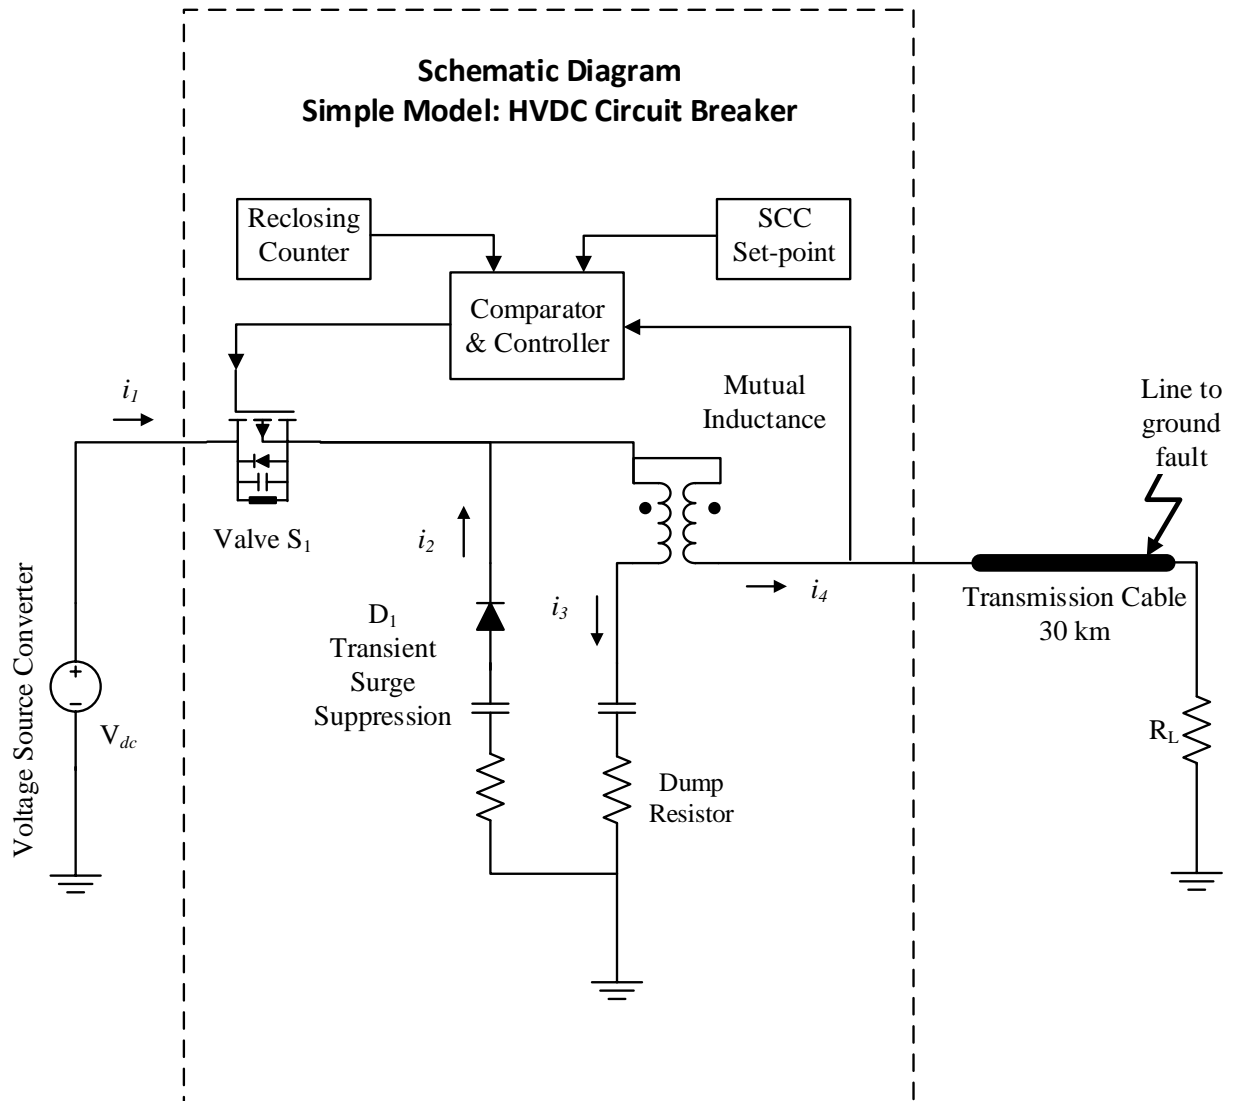 Schematic Diagram
Simple Model: HVDC Circuit Breaker
Reclosing
Counter
SCC
Set-point
Comparator
& Controller
Mutual
Inductance
Line to
ground
fault
i1
Valve S1
i2
i3
i4
D1
Transient
Surge
Suppression
Dump
Resistor
Transmission Cable
30 km
RL
Voltage Source Converter
+
−
Vdc